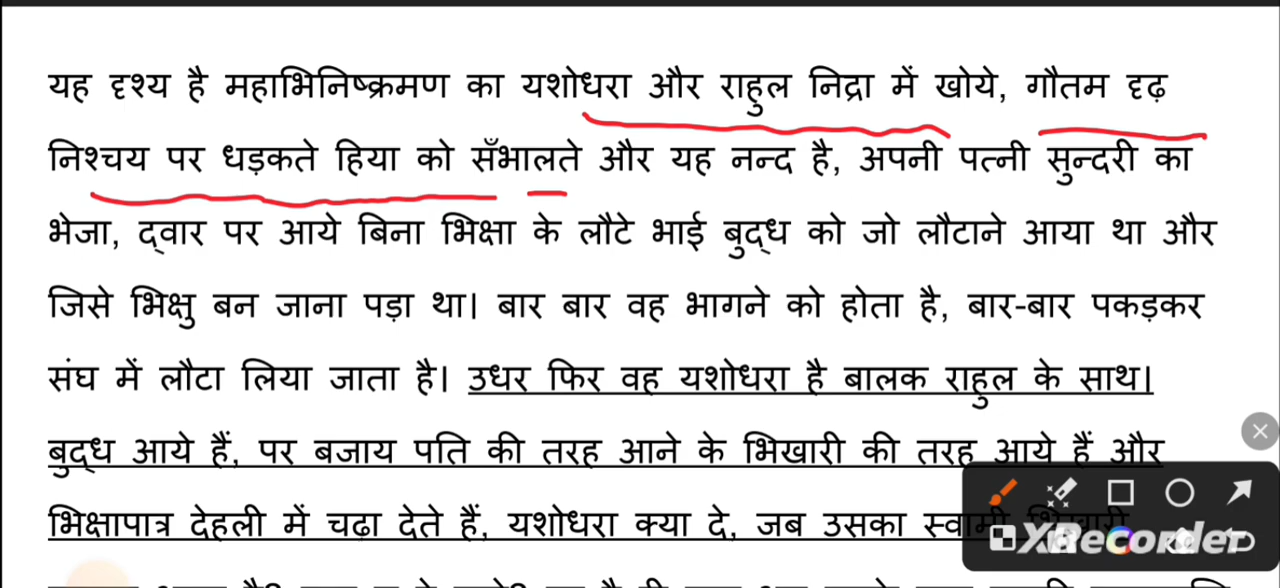 यह दृश्य है महाभिनिष्क्रमण का यशोधरा और राहुल निद्रा में खोये, गौतम दृढ़
निश्चय पर धड़कते हिया को सँभालते और यह नन्द है, अपनी पत्नी सुन्दरी का
भेजा, द्वार पर आये बिना भिक्षा के लौटे भाई बुद्ध को जो लौटाने आया था और
जिसे भिक्षु बन जाना पड़ा था। बार बार वह भागने को होता है, बार-बार पकड़कर
संघ में लौटा लिया जाता है। उधर फिर वह यशोधरा है बालक राहुल के साथ।
बुद्ध आये हैं, पर बजाय पति की तरह आने के भिखारी की तरह आये हैं और
भिक्षापात्र देहली में चढ़ा देते हैं, यशोधरा क्या दे, जब उसका स्वामी भिखारी
XRecorder